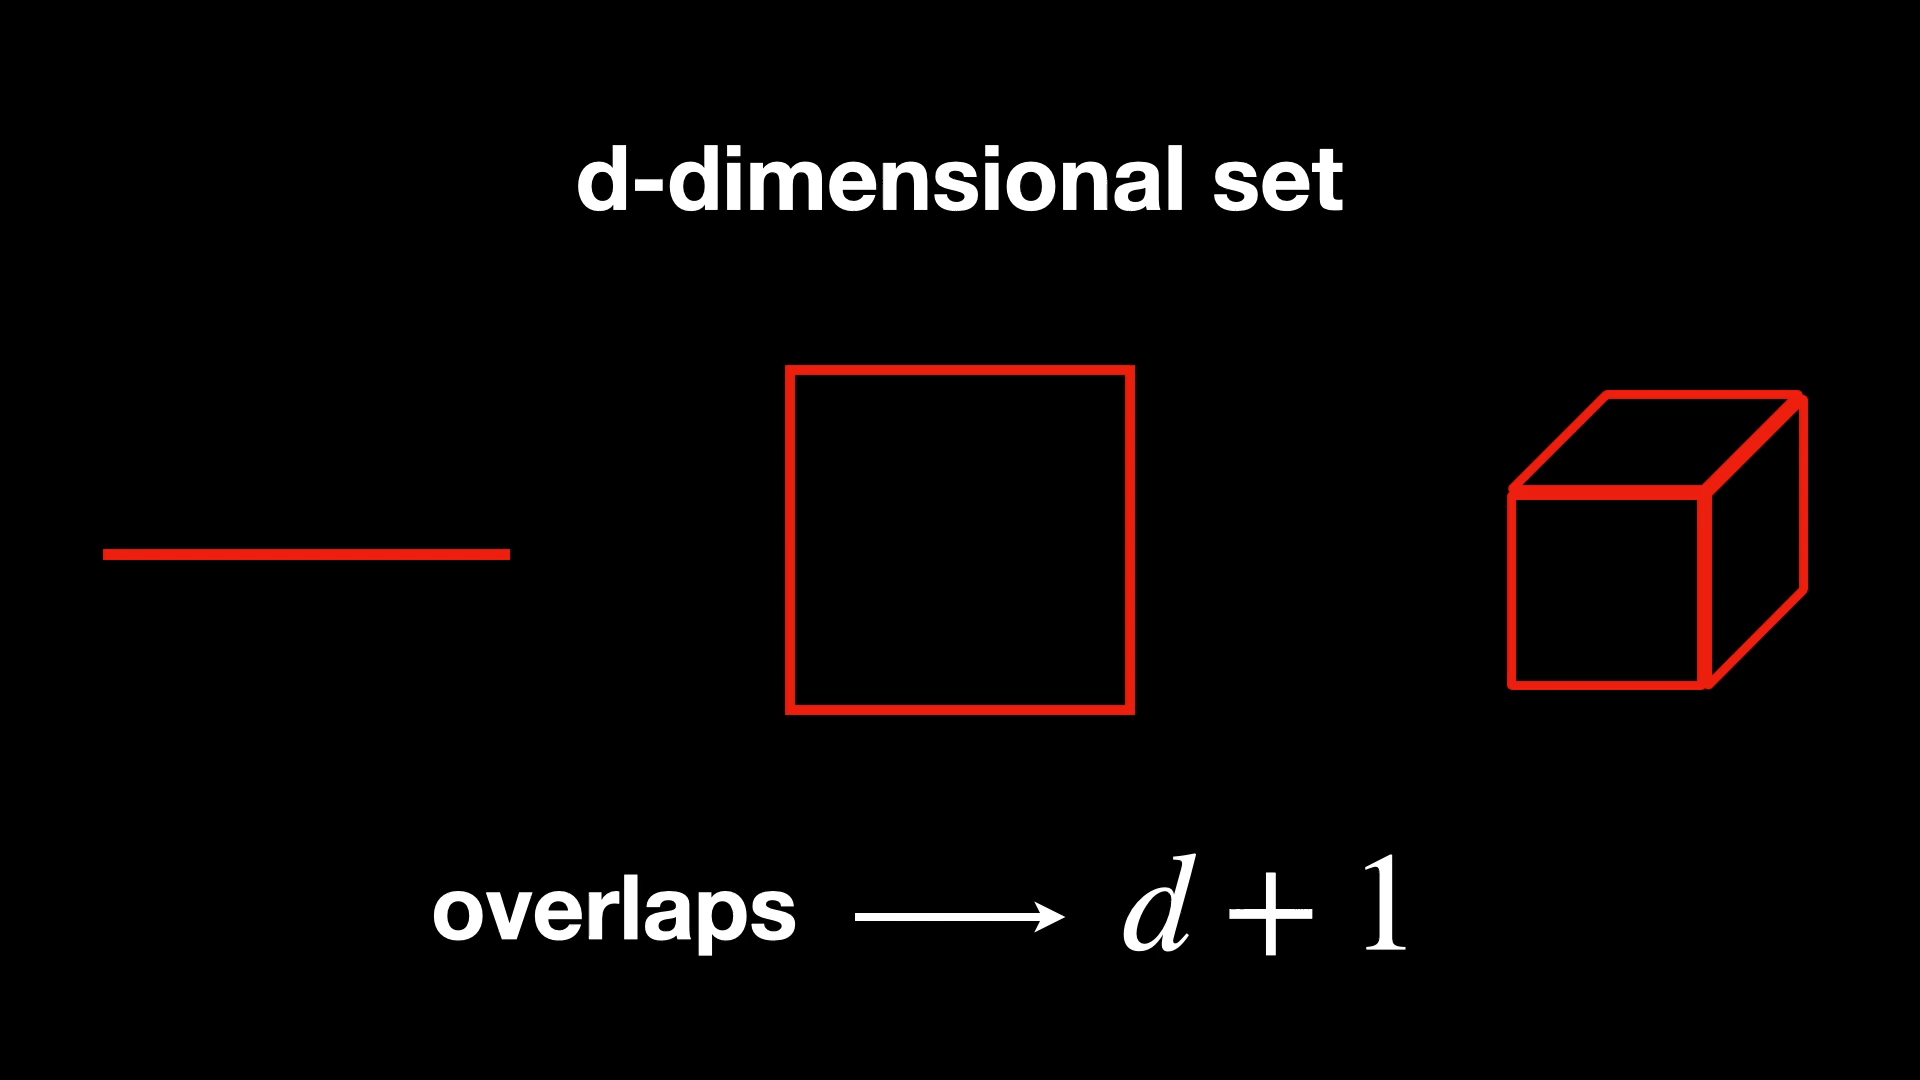 d-dimensional set
overlaps ⟶ d + 1